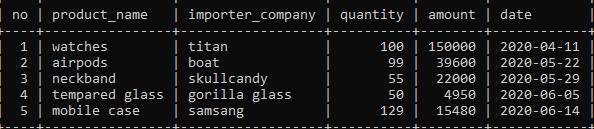 no | product_name | importer_company | quantity | amount | date
1 | watches | titan | 100 | 150000 | 2020-04-11
2 | airpods | boat | 99 | 39600 | 2020-05-22
3 | neckband | skullcandy | 55 | 22000 | 2020-05-29
4 | tempared glass | gorilla glass | 50 | 4950 | 2020-06-05
5 | mobile case | samsang | 129 | 15480 | 2020-06-14